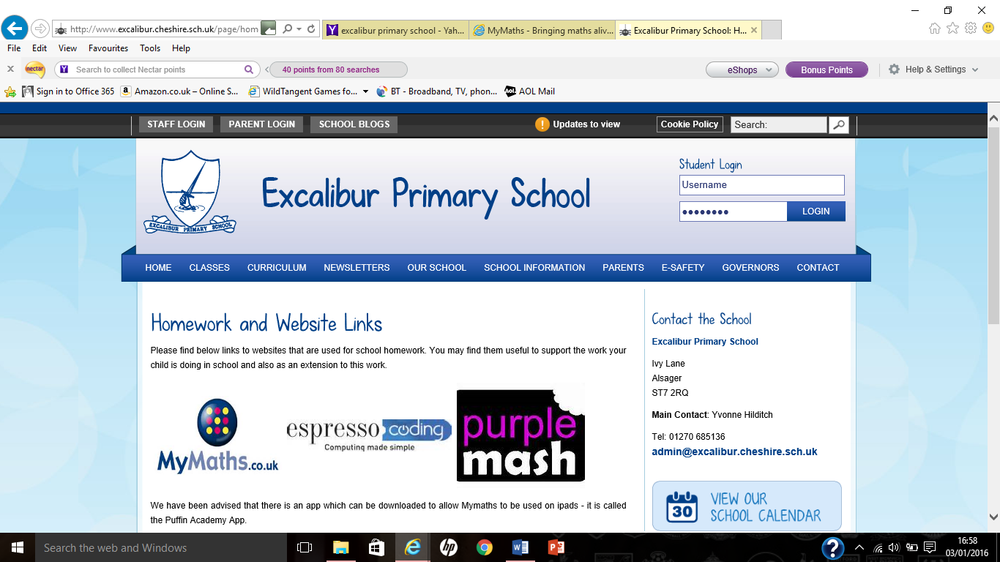 http://www.excalibur.cheshire.sch.uk/page/hom
excalibur primary school - Yah...
MyMaths - Bringing maths aliv...
Excalibur Primary School: H...
File Edit View Favourites Tools Help
nectar
Search to collect Nectar points
40 points from 80 searches
eShops
Bonus Points
Help & Settings
Sign in to Office 365
Amazon.co.uk – Online S...
WildTangent Games fo...
BT - Broadband, TV, phon...
Aol.
AOL Mail
STAFF LOGIN
PARENT LOGIN
SCHOOL BLOGS
Updates to view
Cookie Policy
Search:
EXCALIBUR PRIMARY SCHOOL
Excalibur Primary School
Student Login
Username
LOGIN
HOME CLASSES CURRICULUM NEWSLETTERS OUR SCHOOL SCHOOL INFORMATION PARENTS E-SAFETY GOVERNORS CONTACT
Homework and Website Links
Please find below links to websites that are used for school homework. You may find them useful to support the work your
child is doing in school and also as an extension to this work.
MyMaths.co.uk
espresso coding
Computing made simple
purple
mash
We have been advised that there is an app which can be downloaded to allow Mymaths to be used on ipads - it is called
the Puffin Academy App.
Contact the School
Excalibur Primary School
Ivy Lane
Alsager
ST7 2RQ
Main Contact: Yvonne Hilditch
Tel: 01270 685136
admin@excalibur.cheshire.sch.uk
30
VIEW OUR
SCHOOL CALENDAR
Search the web and Windows
hp
16:58
03/01/2016